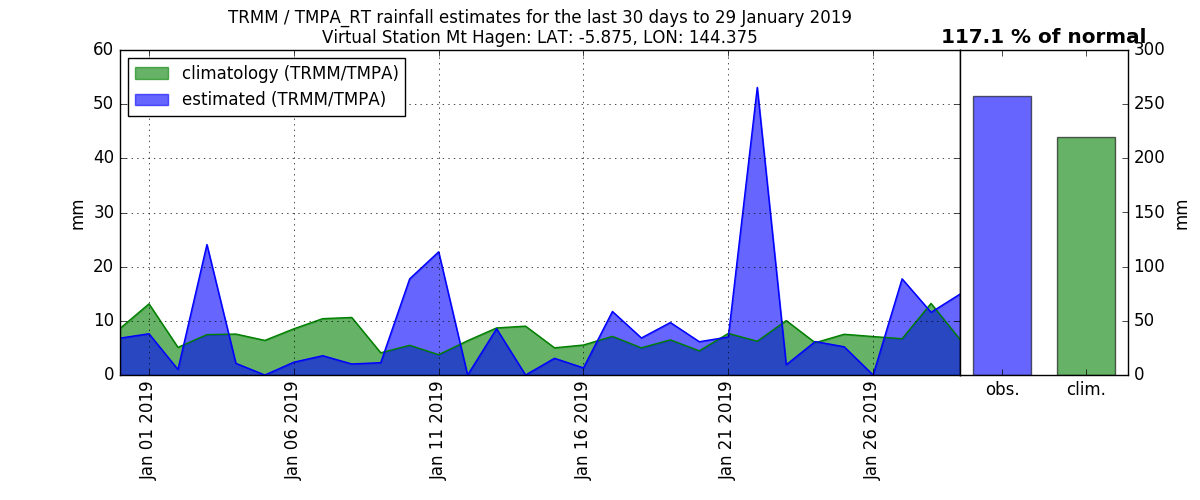 TRMM / TMPA_RT rainfall estimates for the last 30 days to 29 January 2019
Virtual Station Mt Hagen: LAT: -5.875, LON: 144.375
117.1 % of normal
climatology (TRMM/TMPA)
estimated (TRMM/TMPA)
60
50
40
30
20
10
0
mm
300
250
200
150
100
50
0
mm
Jan 01 2019
Jan 06 2019
Jan 11 2019
Jan 16 2019
Jan 21 2019
Jan 26 2019
obs.
clim.